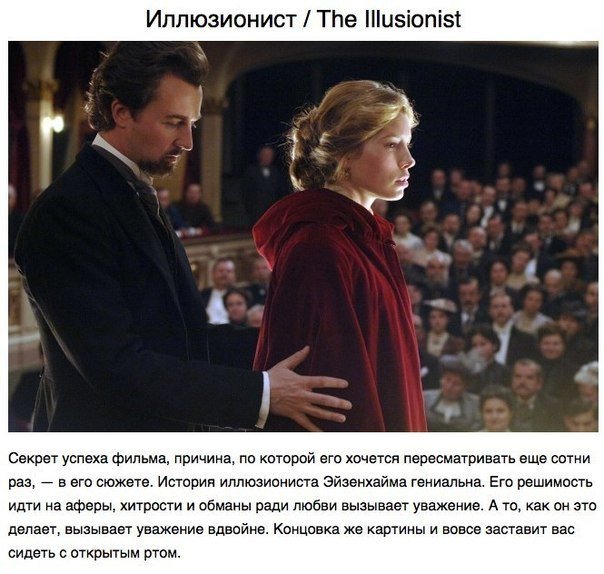 Иллюзионист / The Illusionist
Секрет успеха фильма, причина, по которой его хочется пересматривать еще сотни
раз, — в его сюжете. История иллюзиониста Эйзенхайма гениальна. Его решимость
идти на аферы, хитрости и обманы ради любви вызывает уважение. А то, как он это
делает, вызывает уважение вдвойне. Концовка же картины и вовсе заставит вас
сидеть с открытым ртом.